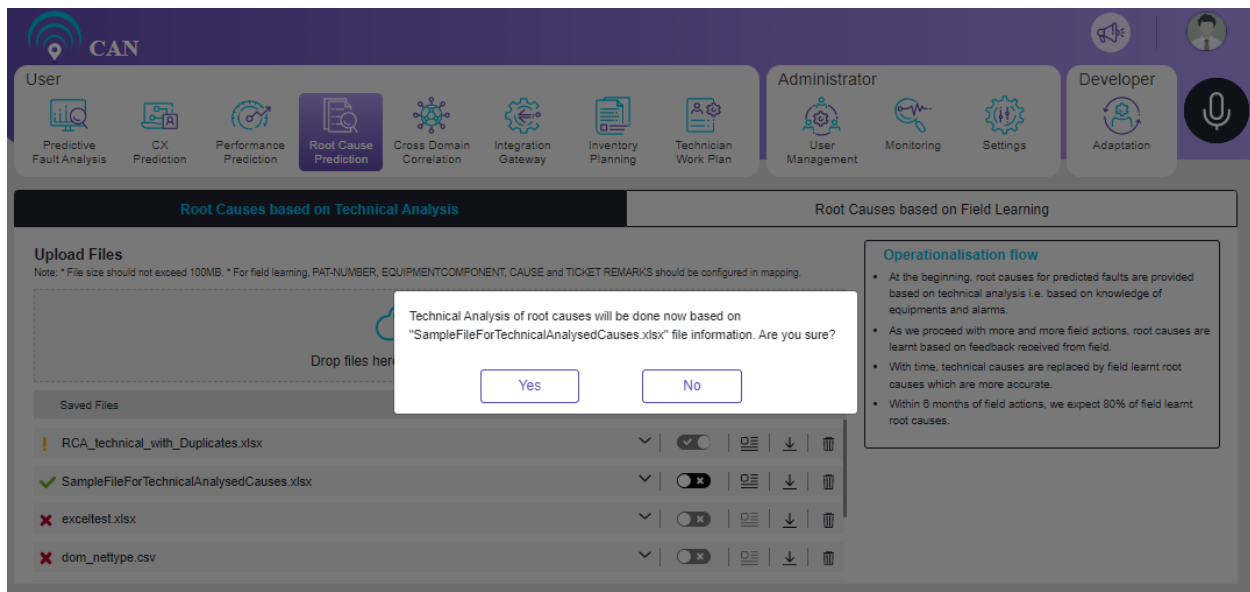 CAN
User
Administrator
Developer
Predictive
Fault Analysis
CX
Prediction
Performance
Prediction
Root Cause
Prediction
Cross Domain
Correlation
Integration
Gateway
Inventory
Planning
Technician
Work Plan
User
Management
Monitoring
Settings
Adaptation
Root Causes based on Technical Analysis
Root Causes based on Field Learning
Upload Files
Note: * File size should not exceed 100MB. * For field learning, PAT-NUMBER, EQUIPMENTCOMPONENT, CAUSE and TICKET REMARKS should be configured in mapping.
Drop files here
Technical Analysis of root causes will be done now based on
"SampleFileForTechnicalAnalysedCauses.xlsx" file information. Are you sure?
Yes
No
Saved Files
RCA_technical_with_Duplicates.xlsx
SampleFileForTechnicalAnalysedCauses.xlsx
exceltest.xlsx
dom_nettype.csv
Operationalisation flow
• At the beginning, root causes for predicted faults are provided
based on technical analysis i.e. based on knowledge of
equipments and alarms.
• As we proceed with more and more field actions, root causes are
learnt based on feedback received from field.
• With time, technical causes are replaced by field learnt root
causes which are more accurate.
• Within 6 months of field actions, we expect 80% of field learnt
root causes.